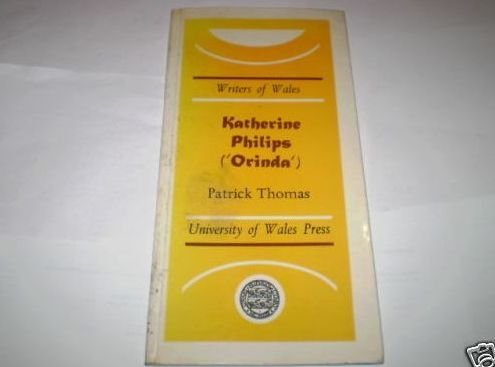 Writers of Wales
Katherine
Philips
('Orinda')
Patrick Thomas
University of Wales Press